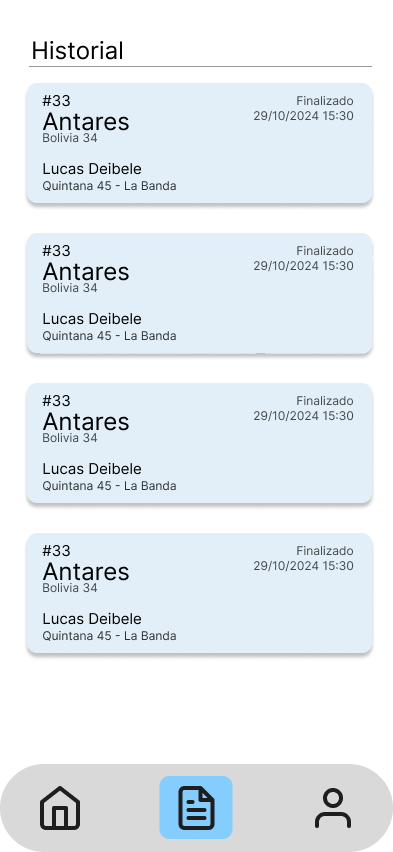 Historial
#33
Finalizado
Antares
29/10/2024 15:30
Bolivia 34
Lucas Deibele
Quintana 45 - La Banda
#33
Finalizado
Antares
29/10/2024 15:30
Bolivia 34
Lucas Deibele
Quintana 45 - La Banda
#33
Finalizado
Antares
29/10/2024 15:30
Bolivia 34
Lucas Deibele
Quintana 45 - La Banda
#33
Finalizado
Antares
29/10/2024 15:30
Bolivia 34
Lucas Deibele
Quintana 45 - La Banda